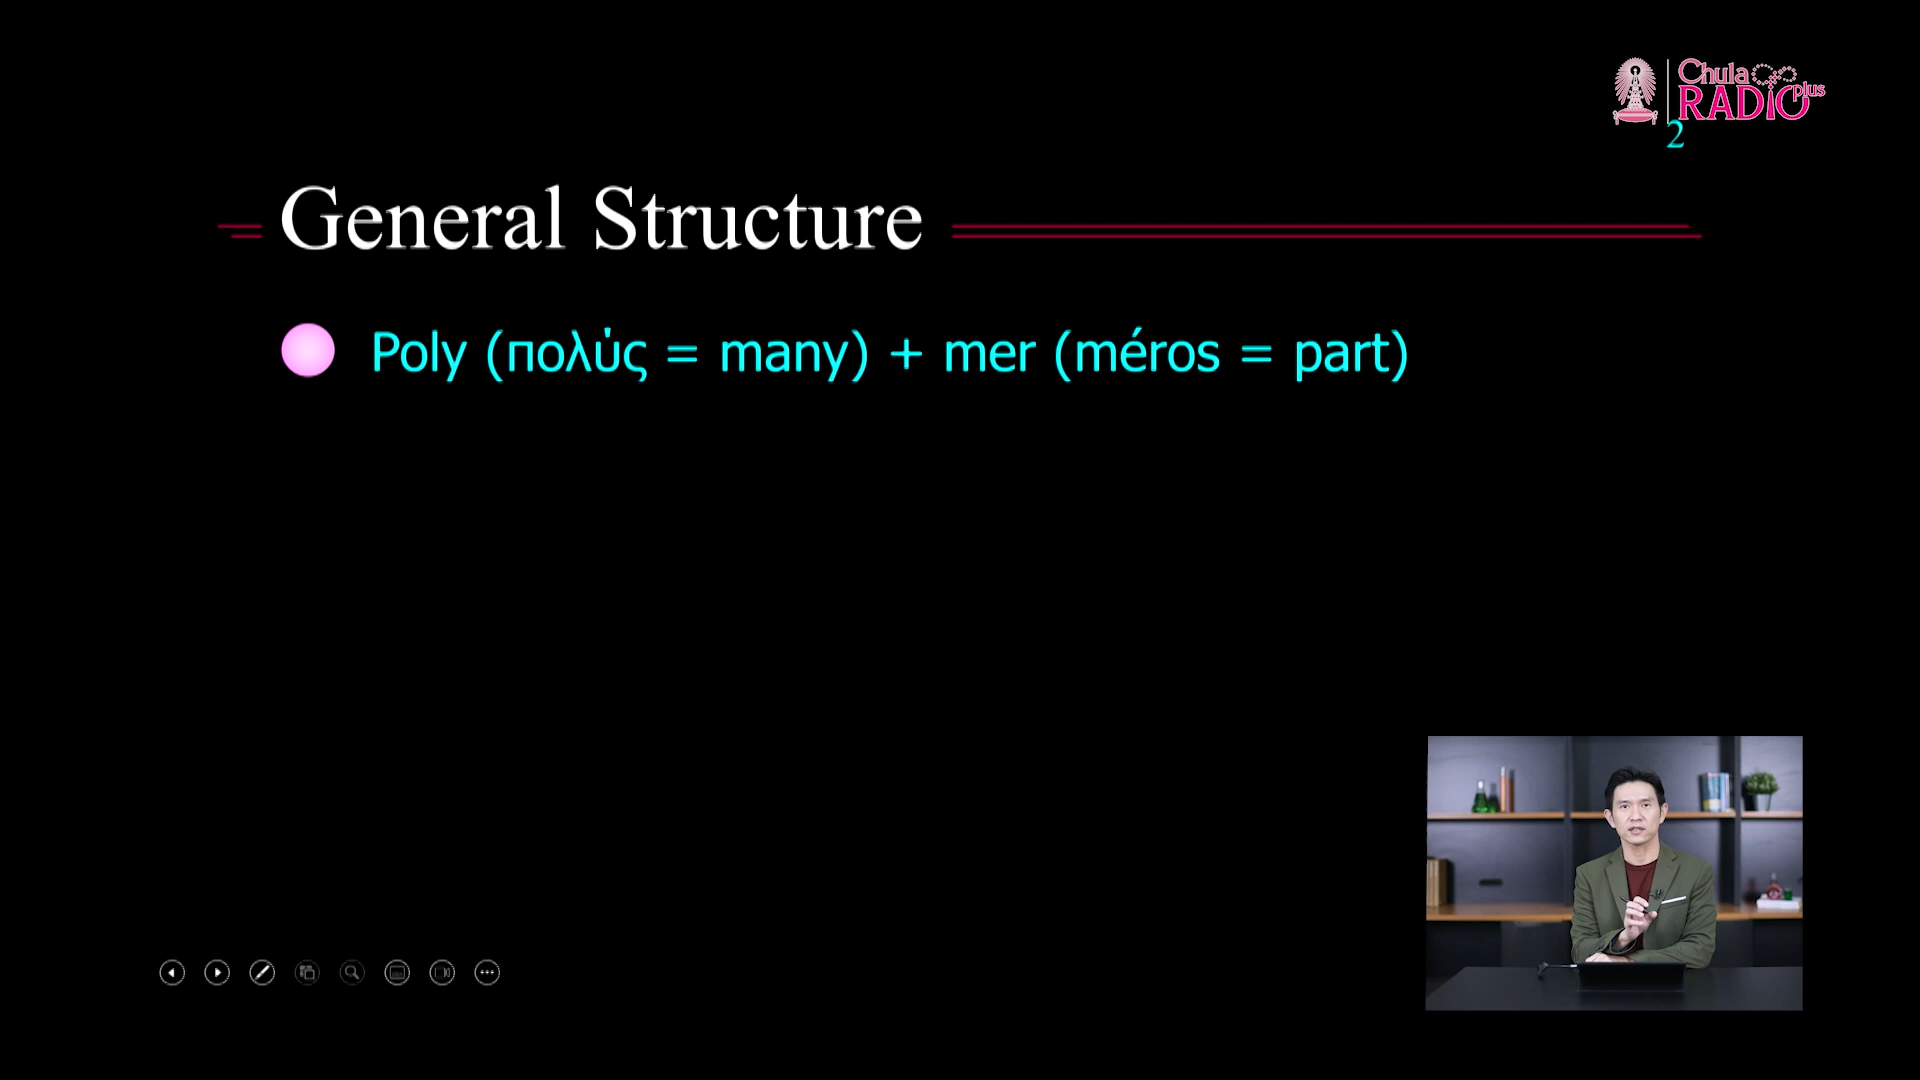 Chula
RADIO plus
2
General Structure
Poly (πολύς = many) + mer (méros = part)